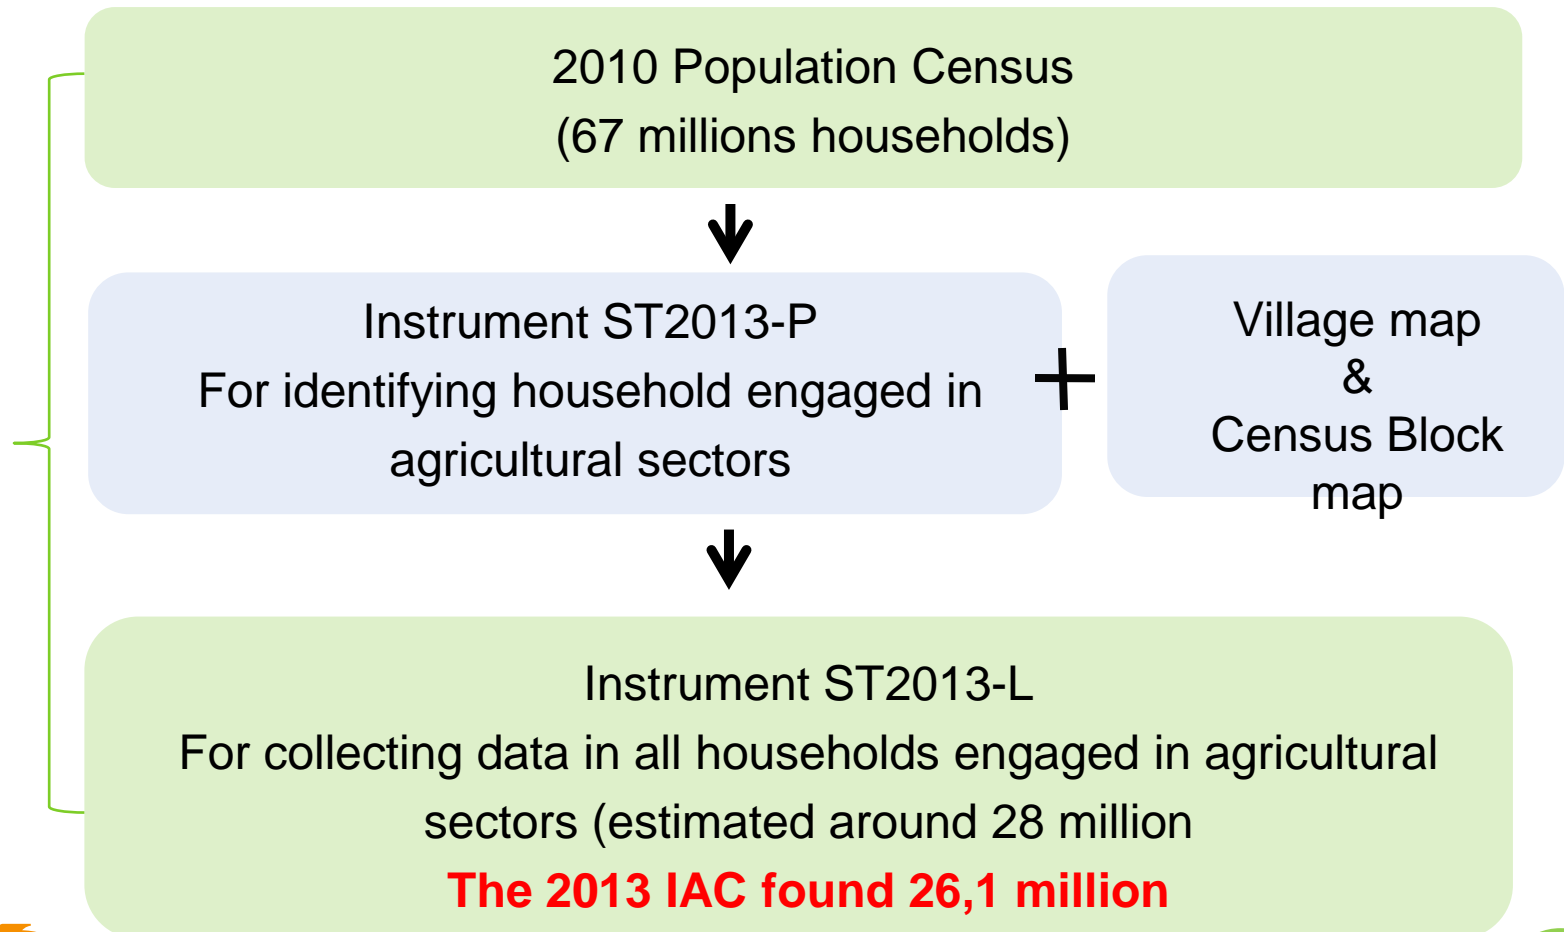 2010 Population Census
(67 millions households)
Instrument ST2013-P
For identifying household engaged in
agricultural sectors
Village map
&
Census Block
map
Instrument ST2013-L
For collecting data in all households engaged in agricultural
sectors (estimated around 28 million
The 2013 IAC found 26,1 million